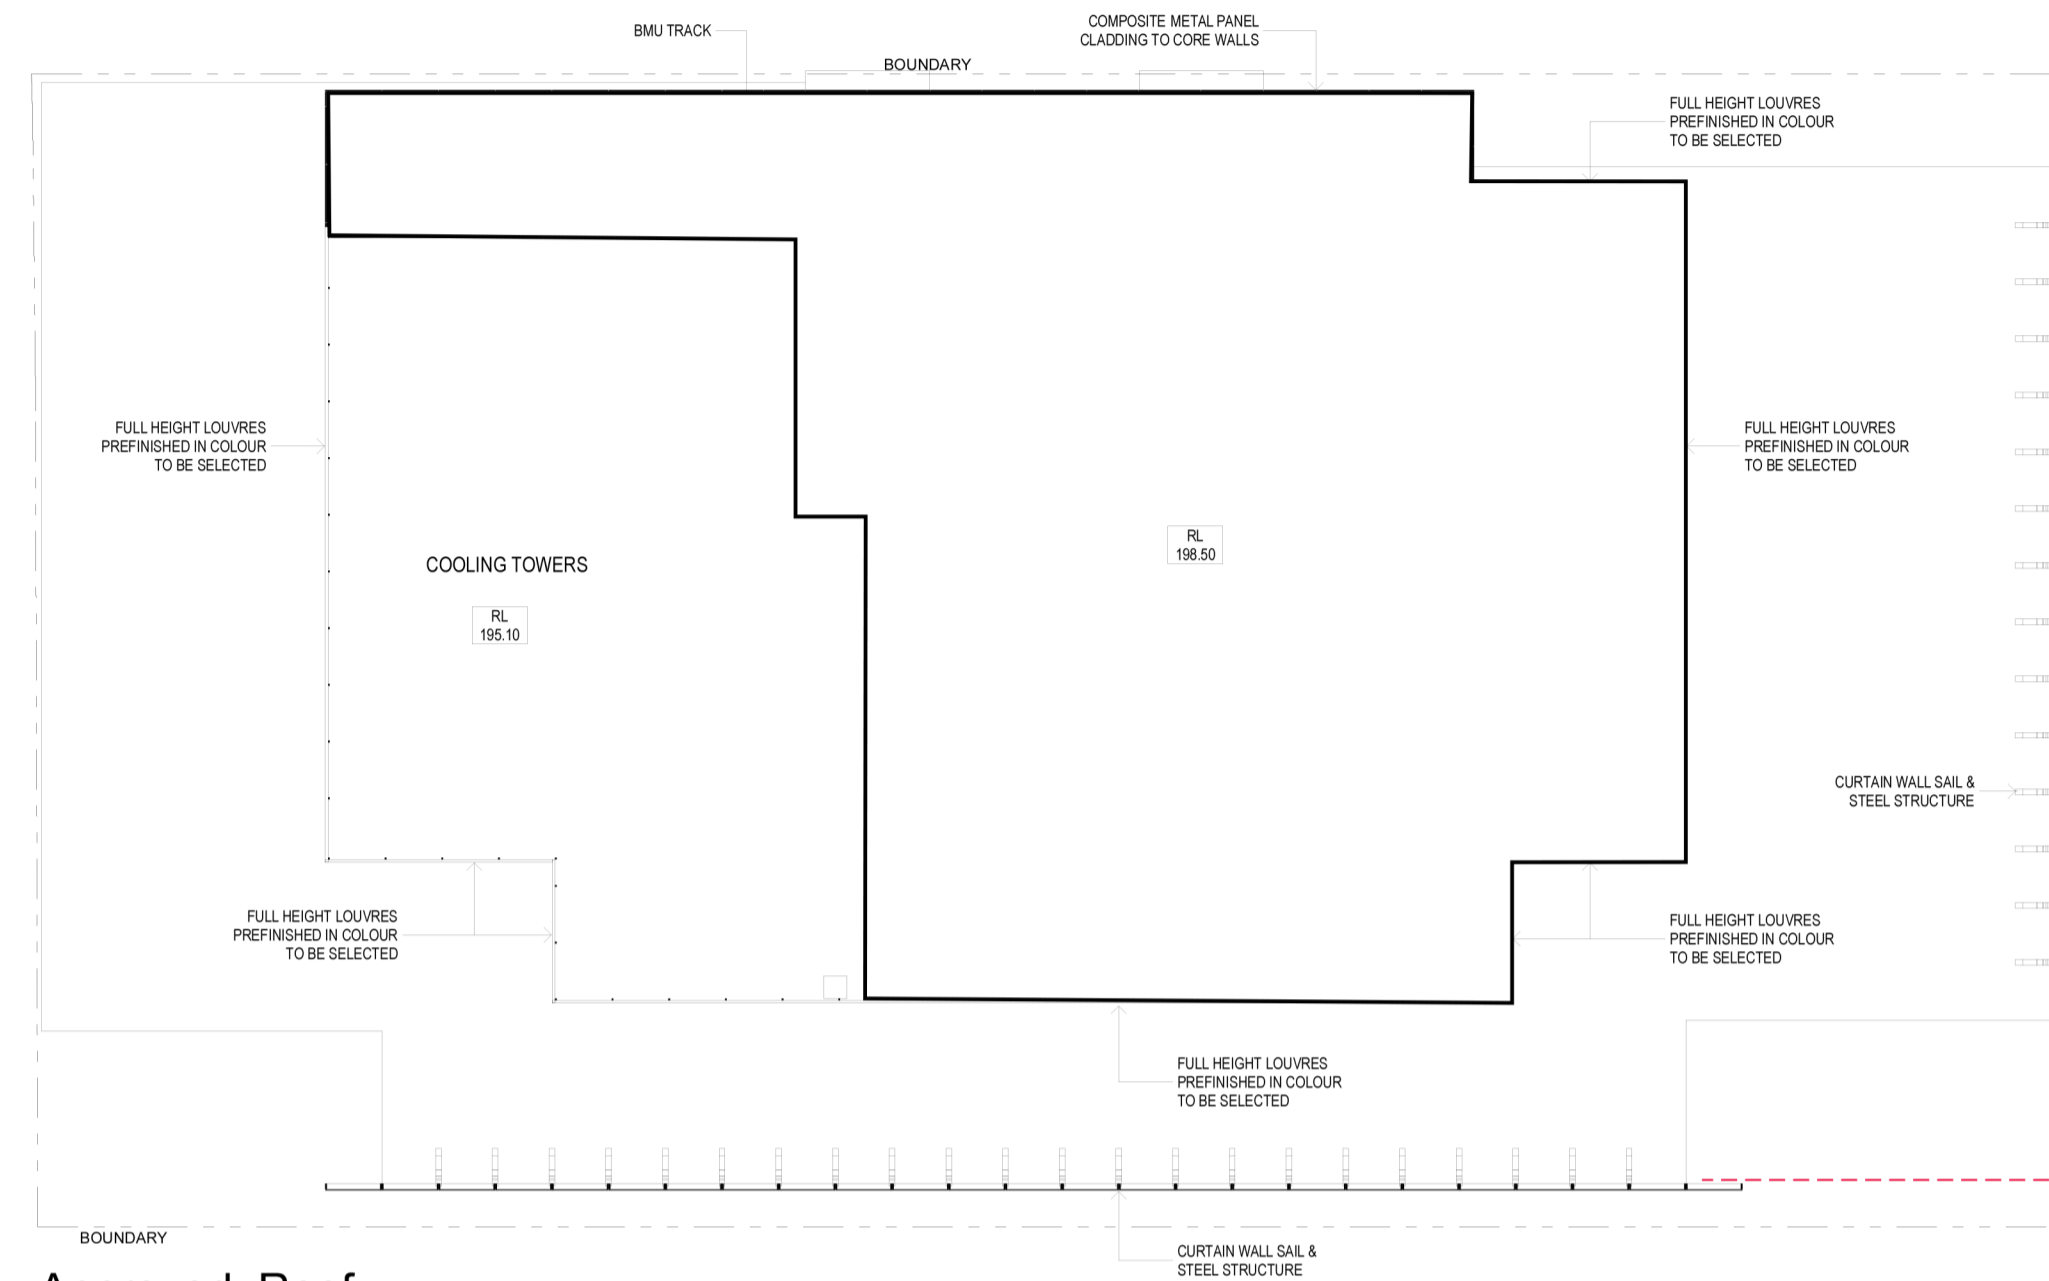 BMU TRACK
COMPOSITE METAL PANEL
CLADDING TO CORE WALLS
BOUNDARY
FULL HEIGHT LOUVRES
PREFINISHED IN COLOUR
TO BE SELECTED
FULL HEIGHT LOUVRES
PREFINISHED IN COLOUR
TO BE SELECTED
FULL HEIGHT LOUVRES
PREFINISHED IN COLOUR
TO BE SELECTED
RL
198.50
COOLING TOWERS
RL
195.10
CURTAIN WALL SAIL &
STEEL STRUCTURE
FULL HEIGHT LOUVRES
PREFINISHED IN COLOUR
TO BE SELECTED
FULL HEIGHT LOUVRES
PREFINISHED IN COLOUR
TO BE SELECTED
FULL HEIGHT LOUVRES
PREFINISHED IN COLOUR
TO BE SELECTED
BOUNDARY
CURTAIN WALL SAIL &
STEEL STRUCTURE
Approved Roof